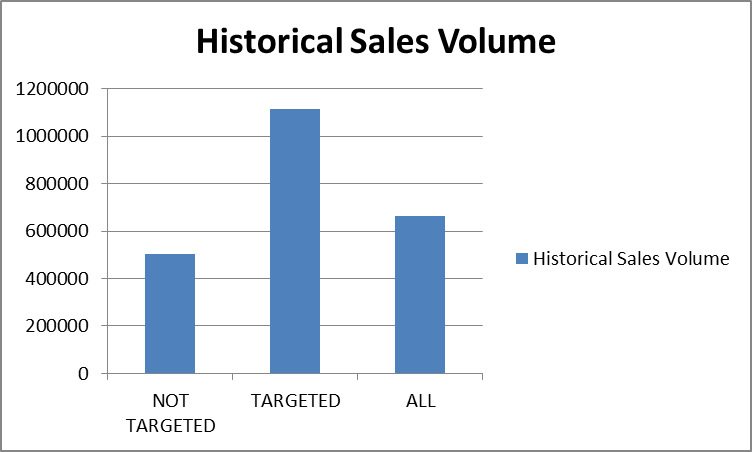 Historical Sales Volume
1200000
1000000
800000
600000
400000
200000
0
NOT
TARGETED
TARGETED
ALL
Historical Sales Volume